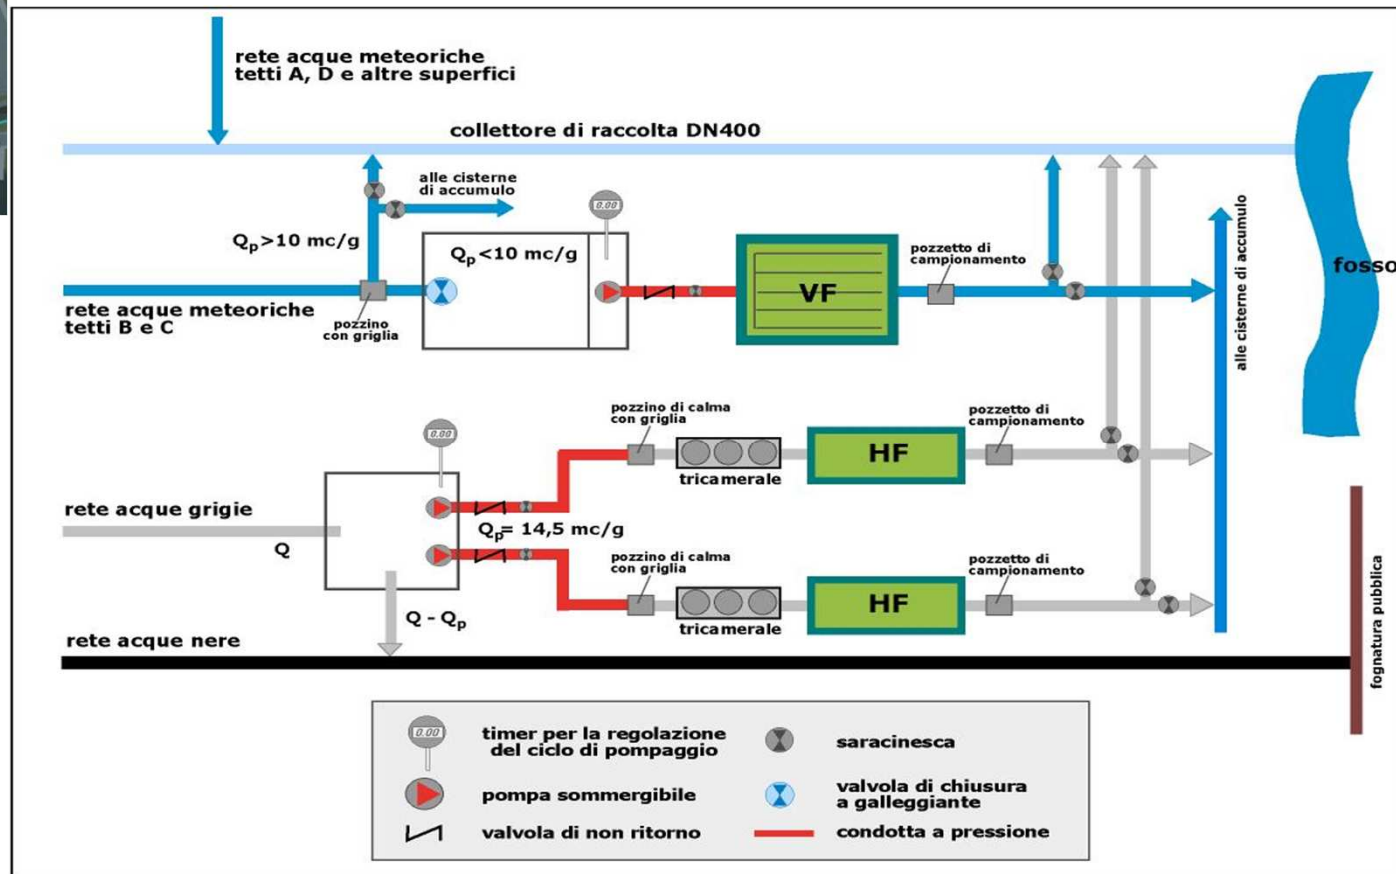 rete acque meteoriche
tetti A, D e altre superfici
collettore di raccolta DN400
alle cisterne
di accumulo
0.00
Qp>10 mc/g
Qp<10 mc/g
VF
pozzetto di
campionamento
alle cisterne di accumulo
fosso
rete acque meteoriche
tetti B e C
pozzino
con griglia
0.00
pozzino di calma
con griglia
tricamerale
HF
pozzetto di
campionamento
rete acque grigie
Q
Qp= 14,5 mc/g
pozzino di calma
con griglia
tricamerale
HF
pozzetto di
campionamento
Q - Qp
rete acque nere
fognatura pubblica
0.00
timer per la regolazione
del ciclo di pompaggio
saracinesca
pompa sommergibile
valvola di chiusura
a galleggiante
valvola di non ritorno
condotta a pressione